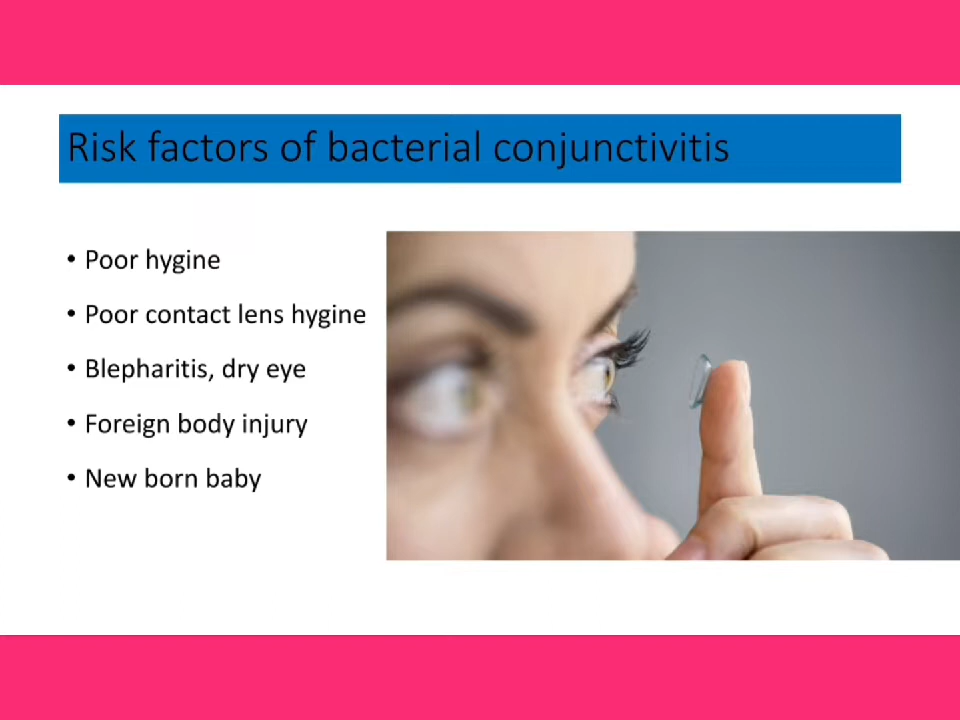 Risk factors of bacterial conjunctivitis
• Poor hygine
• Poor contact lens hygine
• Blepharitis, dry eye
• Foreign body injury
• New born baby